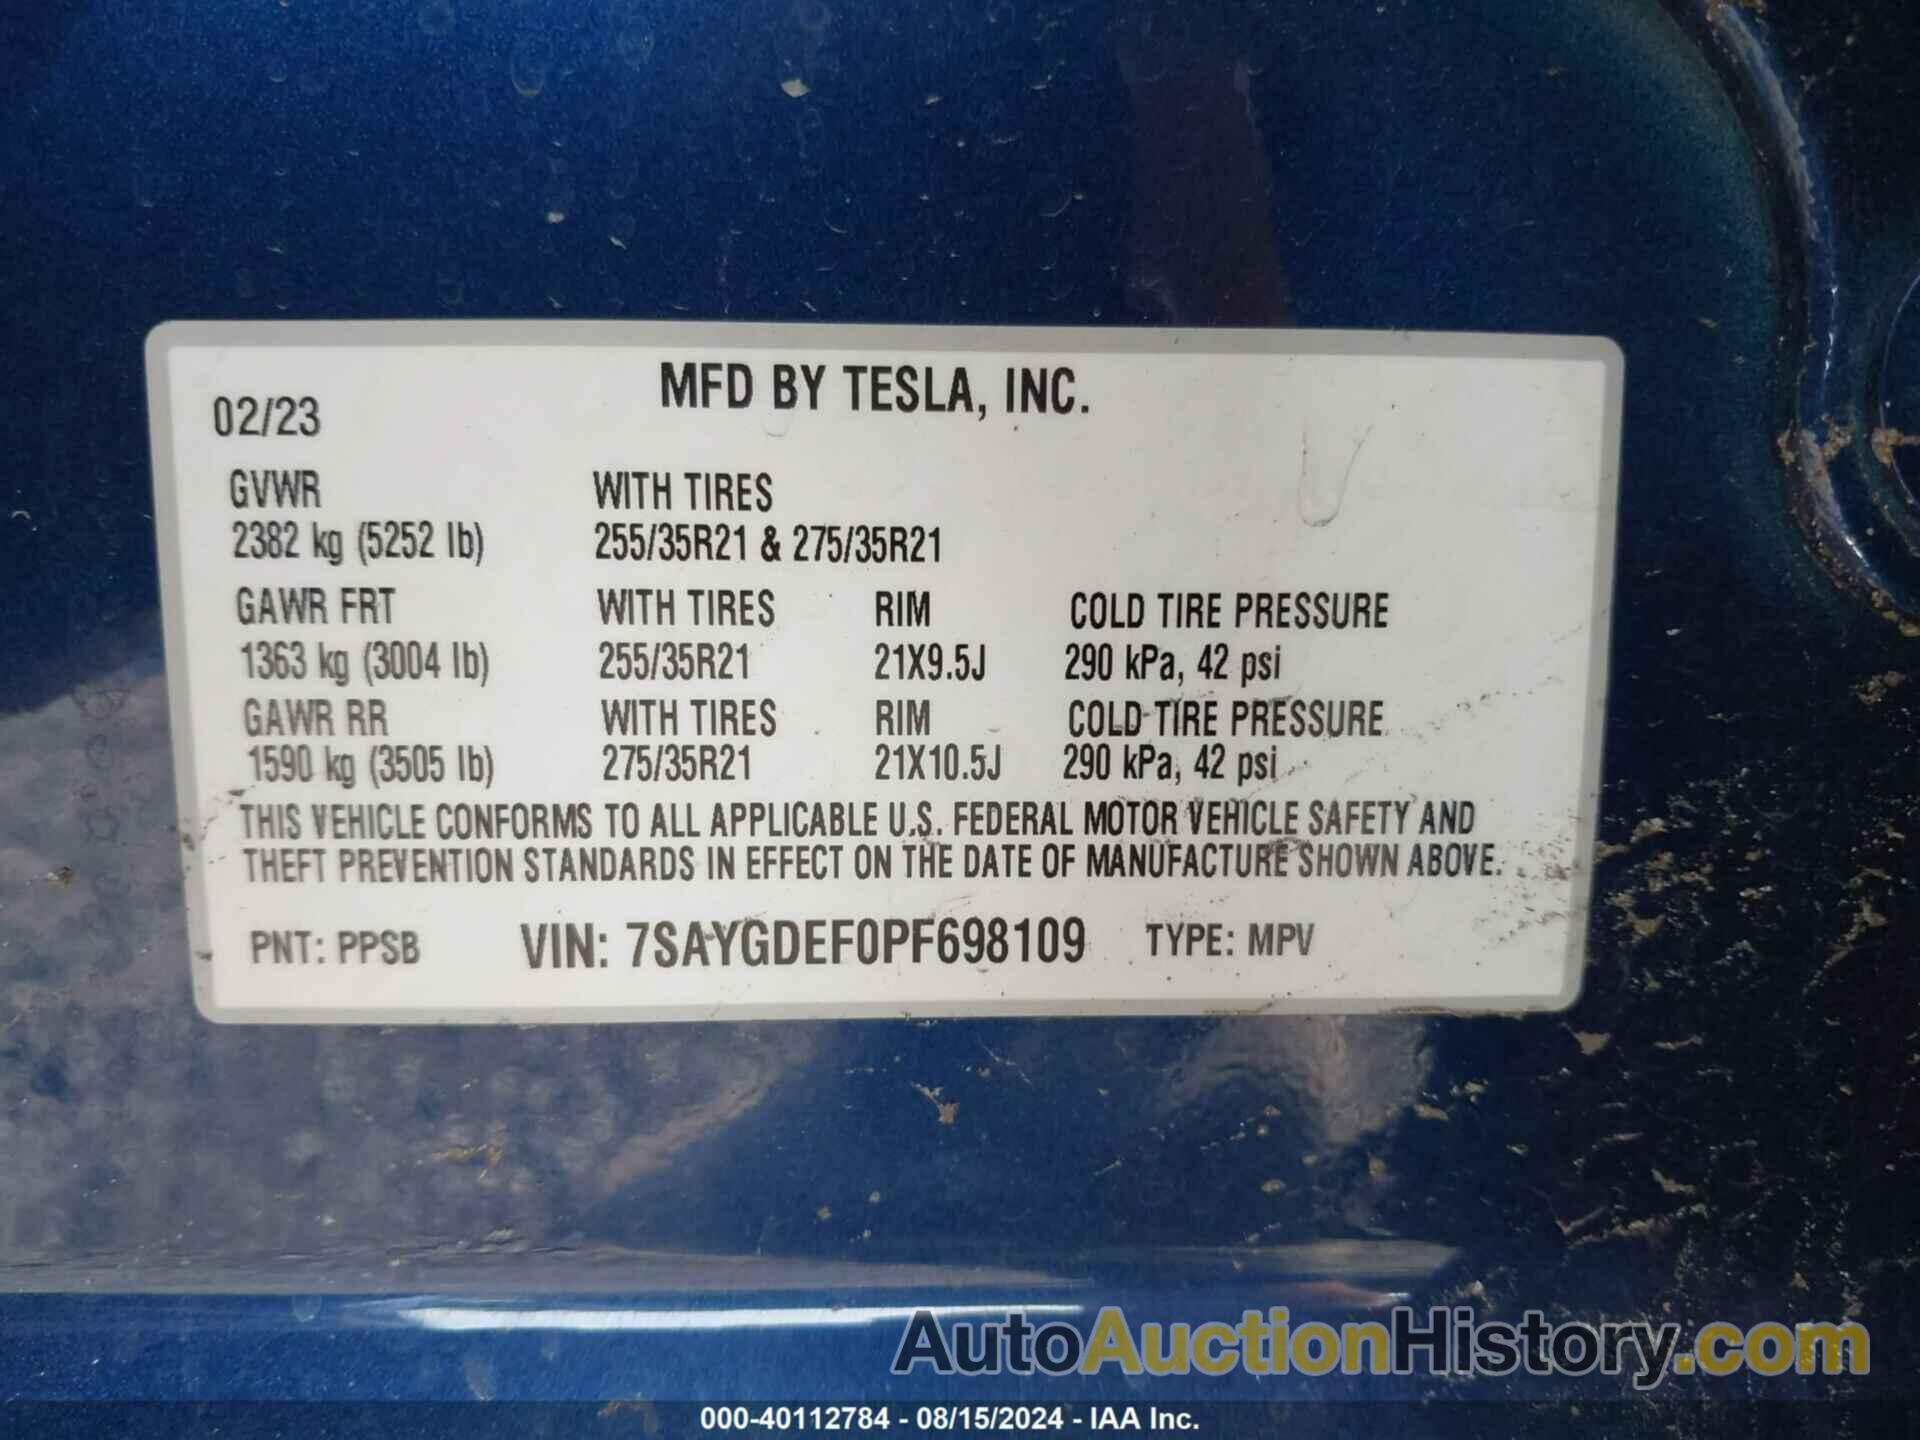 MFD BY TESLA, INC.
02/23
GVWR WITH TIRES
2382 kg (5252 lb) 255/35R21 & 275/35R21
GAWR FRT WITH TIRES RIM COLD TIRE PRESSURE
1363 kg (3004 lb) 255/35R21 21X9.5J 290 kPa, 42 psi
GAWR RR WITH TIRES RIM COLD TIRE PRESSURE
1590 kg (3505 lb) 275/35R21 21X10.5J 290 kPa, 42 psi
THIS VEHICLE CONFORMS TO ALL APPLICABLE U.S. FEDERAL MOTOR VEHICLE SAFETY AND
THEFT PREVENTION STANDARDS IN EFFECT ON THE DATE OF MANUFACTURE SHOWN ABOVE.
PNT: PPSB VIN: 7SAYGDEF0PF698109 TYPE: MPV
AutoAuctionHistory.com
000-40112784 - 08/15/2024 - IAA Inc.